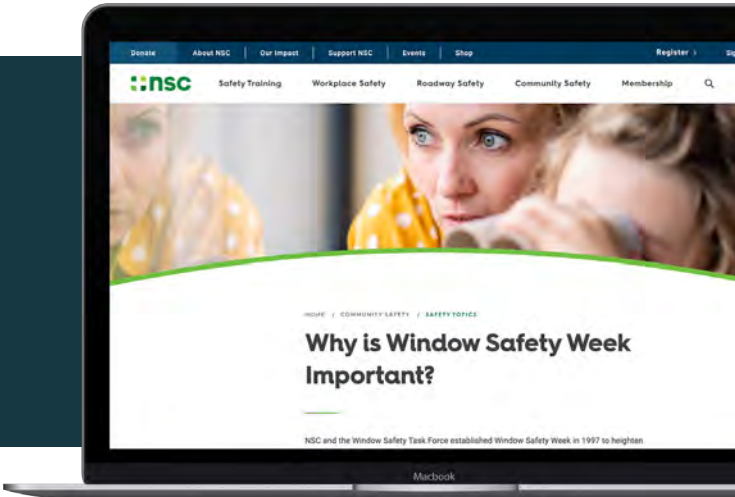 Donate About NSC Our Impact Support NSC Events Shop Register
nsc Safety Training Workplace Safety Roadway Safety Community Safety Membership
HOME / COMMUNITY SAFETY / SAFETY TOPICS
Why is Window Safety Week
Important?
NSC and the Window Safety Task Force established Window Safety Week in 1997 to heighten
Macbook